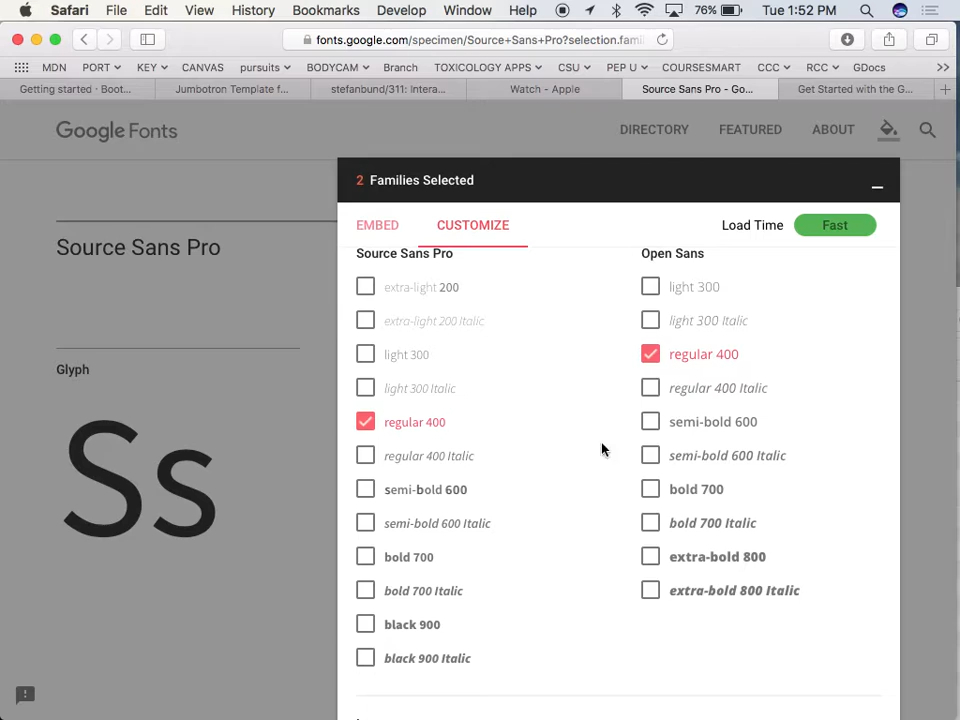 Safari File Edit View History Bookmarks Develop Window Help 76% Tue 1:52 PM
fonts.google.com/specimen/Source+Sans+Pro?selection.fami
MDN PORT KEY CANVAS pursuits BODYCAM Branch TOXICOLOGY APPS CSU PEP U COURSESMART CCC RCC GDocs
Getting started · Boot... Jumbotron Template f... stefanbund/311: Intera... Watch - Apple Source Sans Pro - Go... Get Started with the G...
Google Fonts DIRECTORY FEATURED ABOUT
2 Families Selected
EMBED CUSTOMIZE Load Time Fast
Source Sans Pro
Glyph
Ss
Source Sans Pro
extra-light 200
extra-light 200 Italic
light 300
light 300 Italic
regular 400
regular 400 Italic
semi-bold 600
semi-bold 600 Italic
bold 700
bold 700 Italic
black 900
black 900 Italic
Open Sans
light 300
light 300 Italic
regular 400
regular 400 Italic
semi-bold 600
semi-bold 600 Italic
bold 700
bold 700 Italic
extra-bold 800
extra-bold 800 Italic